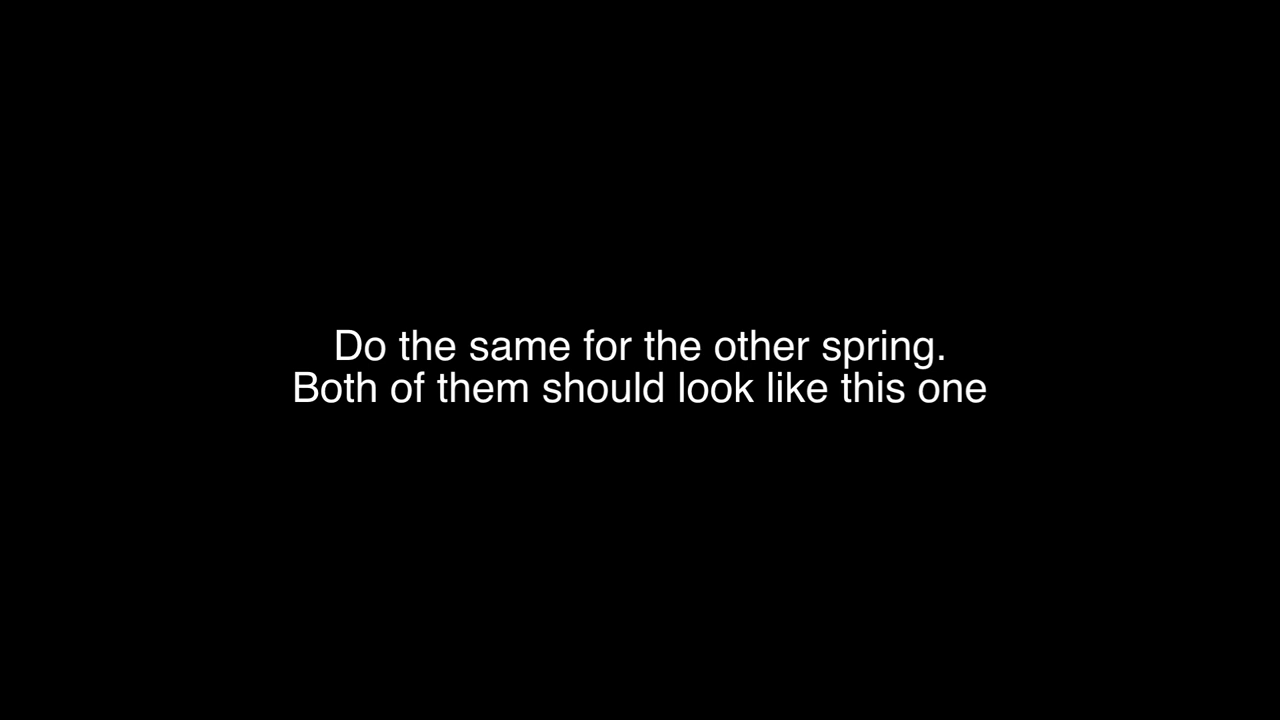 Do the same for the other spring.
Both of them should look like this one